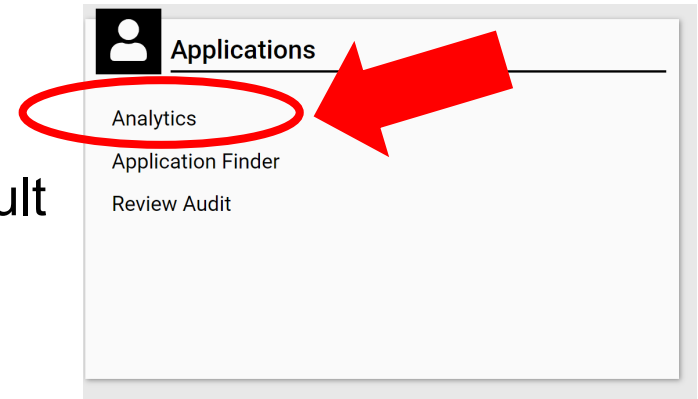 Applications
Analytics
Application Finder
ult
Review Audit